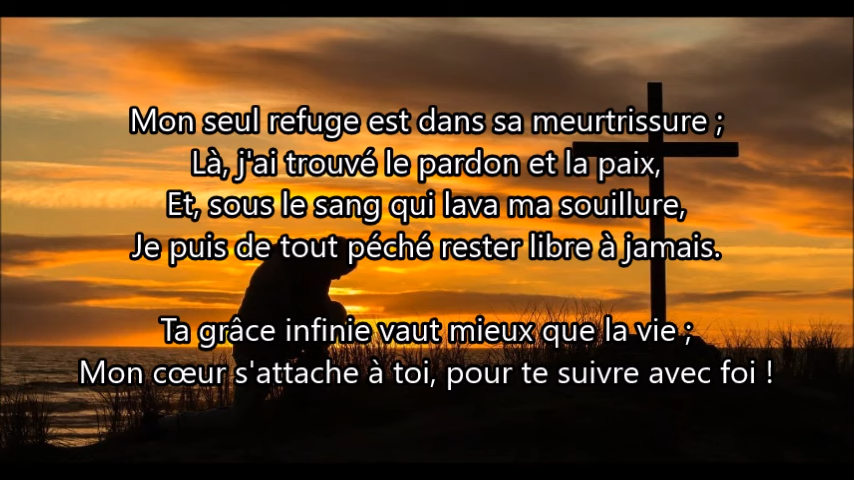 Mon seul refuge est dans sa meurtrissure ;
Là, j'ai trouvé le pardon et la paix,
Et, sous le sang qui lava ma souillure,
Je puis de tout péché rester libre à jamais.
Ta grâce infinie vaut mieux que la vie ;
Mon cœur s'attache à toi, pour te suivre avec foi !